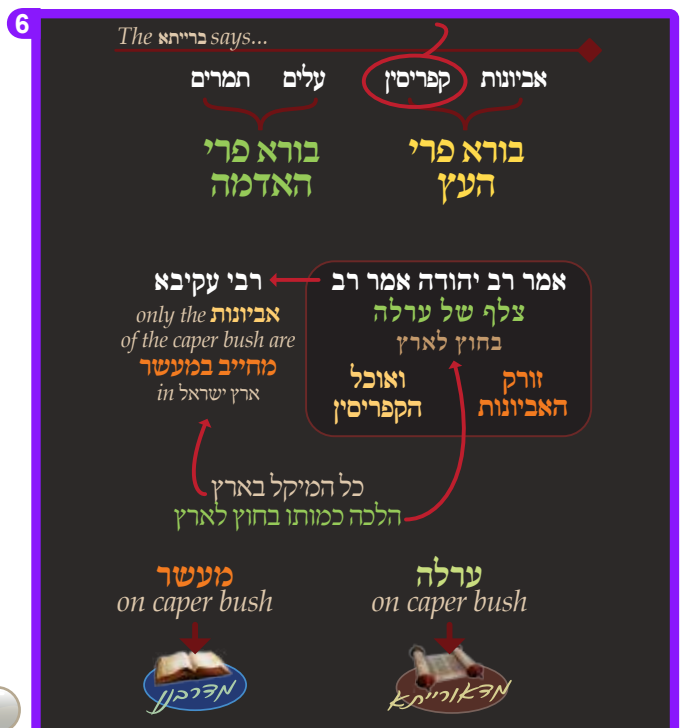 6
The ברייתא says...
אביונות קפריסין עלים תמרים
בורא פרי
העץ
בורא פרי
האדמה
אמר רב יהודה אמר רב
צלף של ערלה
בחוץ לארץ
זורק
האביונות
ואוכל
הקפריסין
רבי עקיבא
only the אביונות
of the caper bush are
מחייב במעשר
in ארץ ישראל
כל המיקל בארץ
הלכה כמותו בחוץ לארץ
ערלה
on caper bush
מדאורייתא
מעשר
on caper bush
מדרבנן